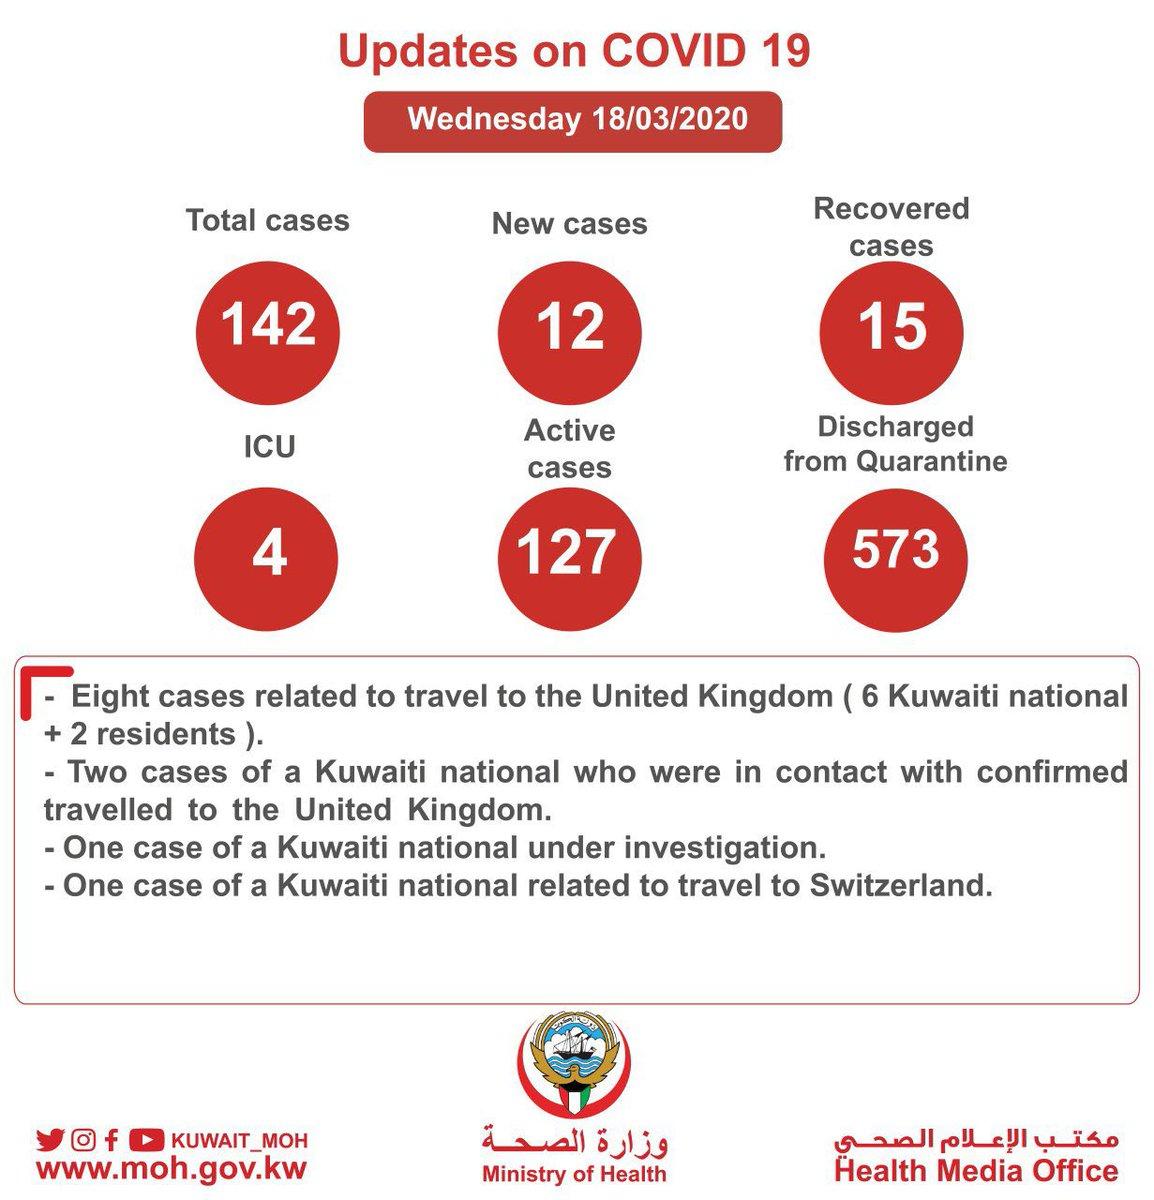 Updates on COVID 19
Wednesday 18/03/2020
Total cases
New cases
Recovered
cases
142
12
15
ICU
Active
cases
Discharged
from Quarantine
4
127
573
- Eight cases related to travel to the United Kingdom ( 6 Kuwaiti national
+ 2 residents ).
- Two cases of a Kuwaiti national who were in contact with confirmed
travelled to the United Kingdom.
- One case of a Kuwaiti national under investigation.
- One case of a Kuwaiti national related to travel to Switzerland.
دولة الكويت
KUWAIT_MOH
www.moh.gov.kw
وزارة الصحة
Ministry of Health
مكتب الإعلام الصحي
Health Media Office